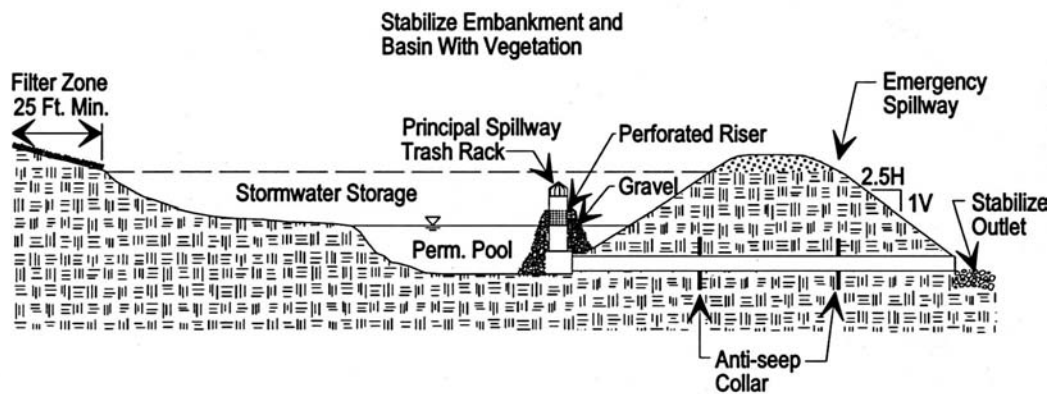 Stabilize Embankment and
Basin With Vegetation
Filter Zone
25 Ft. Min.
Emergency
Spillway
Principal Spillway
Trash Rack
Perforated Riser
Gravel
2.5H
1V
Stormwater Storage
Stabilize
Outlet
Perm. Pool
Anti-seep
Collar